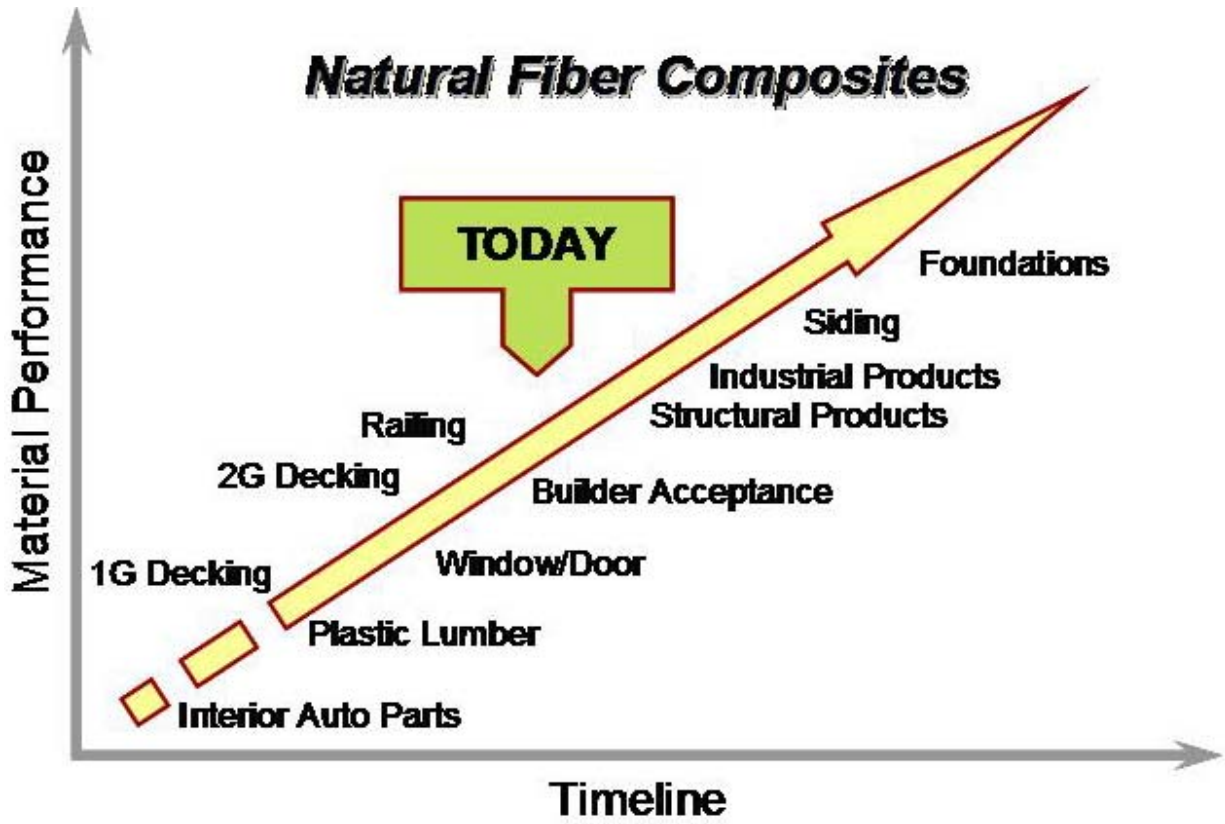 Natural Fiber Composites
TODAY
Foundations
Siding
Industrial Products
Structural Products
Railing
2G Decking
Builder Acceptance
Window/Door
1G Decking
Plastic Lumber
Interior Auto Parts
Material Performance
Timeline